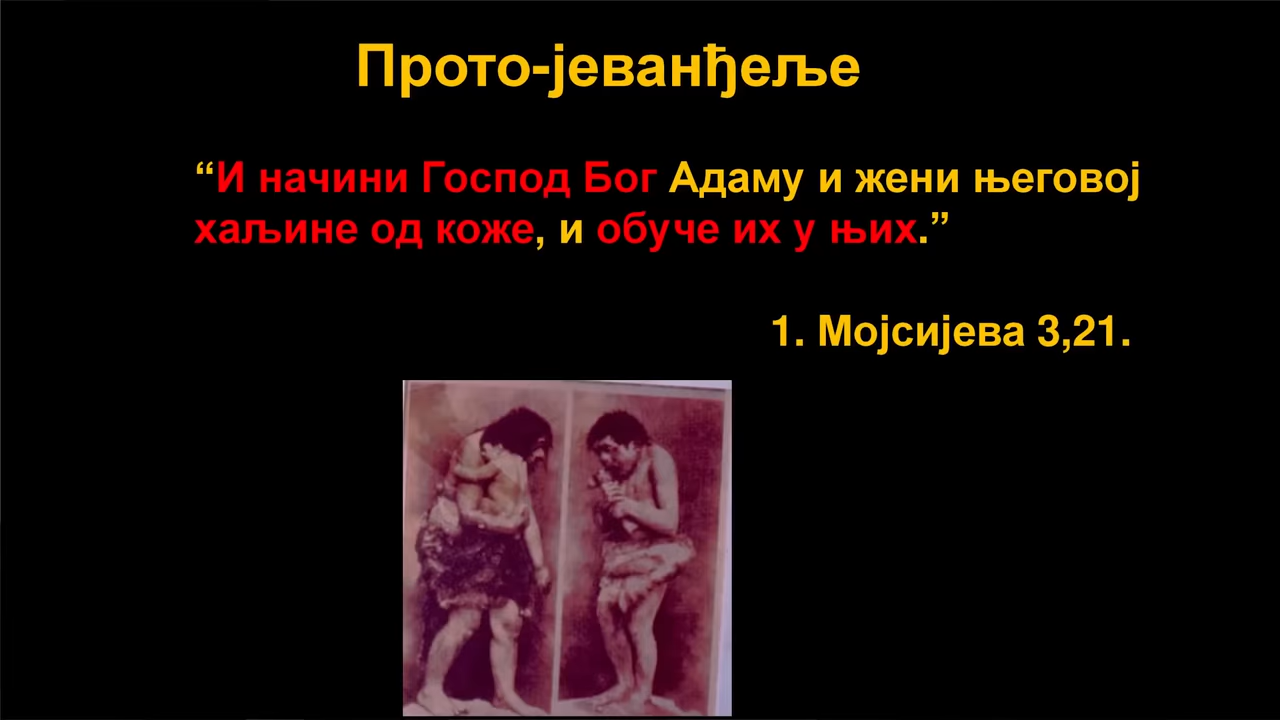 Прото-јеванђеље
“И начини Господ Бог Адаму и жени његовој
хаљине од коже, и обуче их у њих.”
1. Мојсијева 3,21.